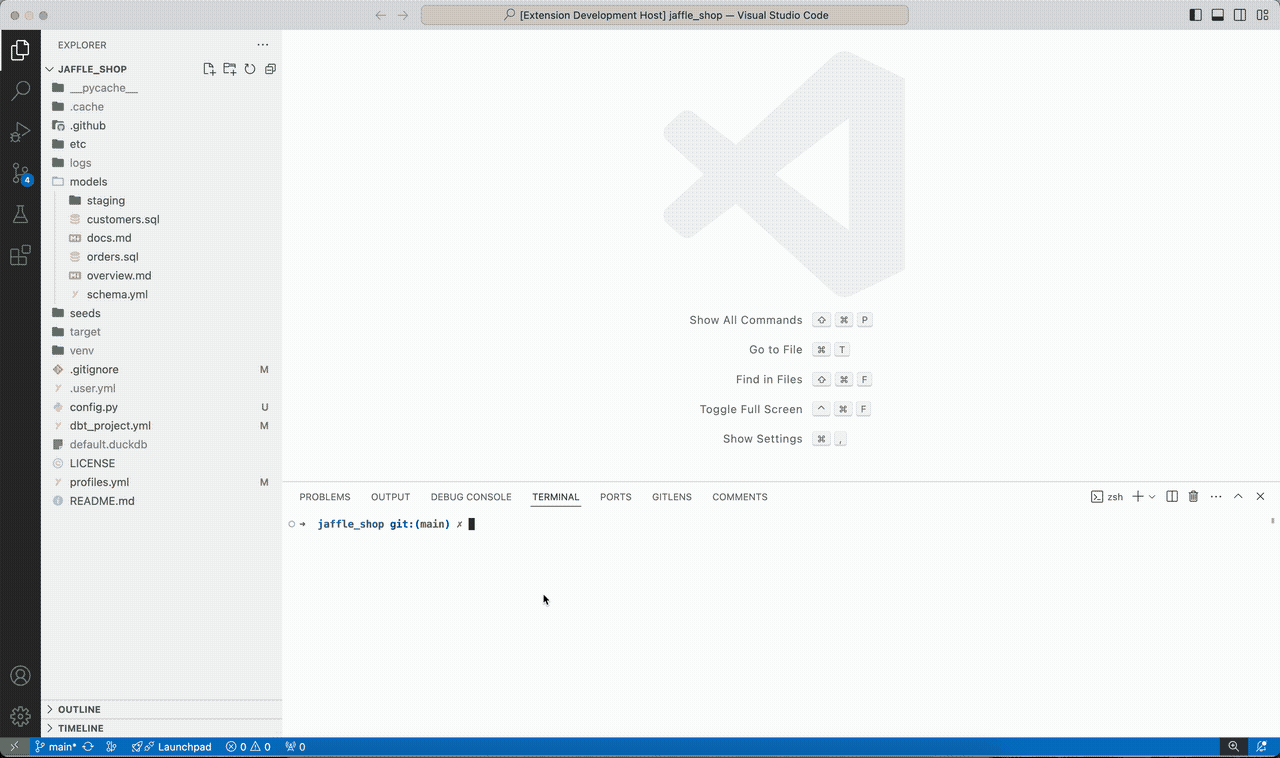 [Extension Development Host] jaffle_shop — Visual Studio Code
EXPLORER
JAFFLE_SHOP
__pycache__
.cache
.github
etc
logs
models
staging
customers.sql
docs.md
orders.sql
overview.md
schema.yml
seeds
target
venv
.gitignore M
.user.yml
config.py U
dbt_project.yml M
default.duckdb
LICENSE
profiles.yml M
README.md
OUTLINE
TIMELINE
4
Show All Commands ⇧ ⌘ P
Go to File ⌘ T
Find in Files ⇧ ⌘ F
Toggle Full Screen ^ ⌘ F
Show Settings ⌘ ,
PROBLEMS OUTPUT DEBUG CONSOLE TERMINAL PORTS GITLENS COMMENTS zsh
➜ jaffle_shop git:(main) ✗
main* Launchpad 0 0 0